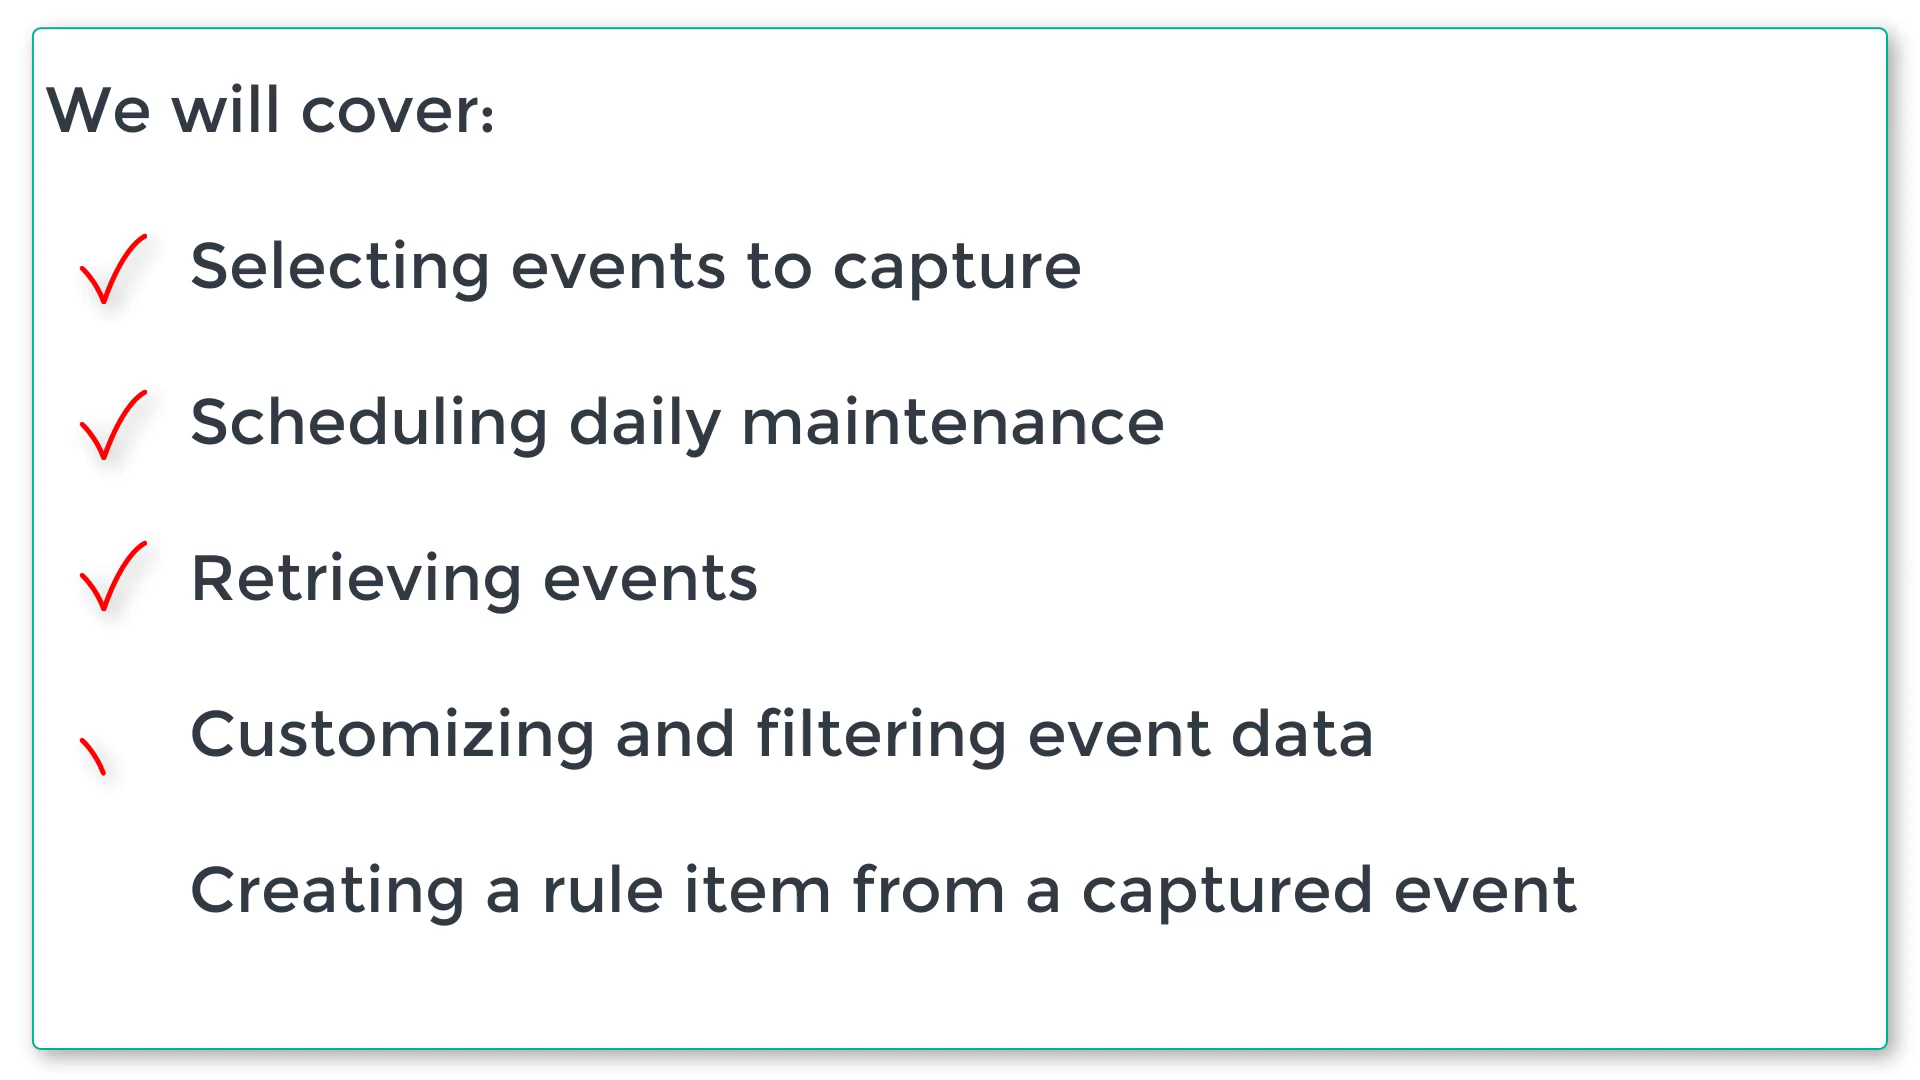 We will cover:
Selecting events to capture
Scheduling daily maintenance
Retrieving events
Customizing and filtering event data
Creating a rule item from a captured event